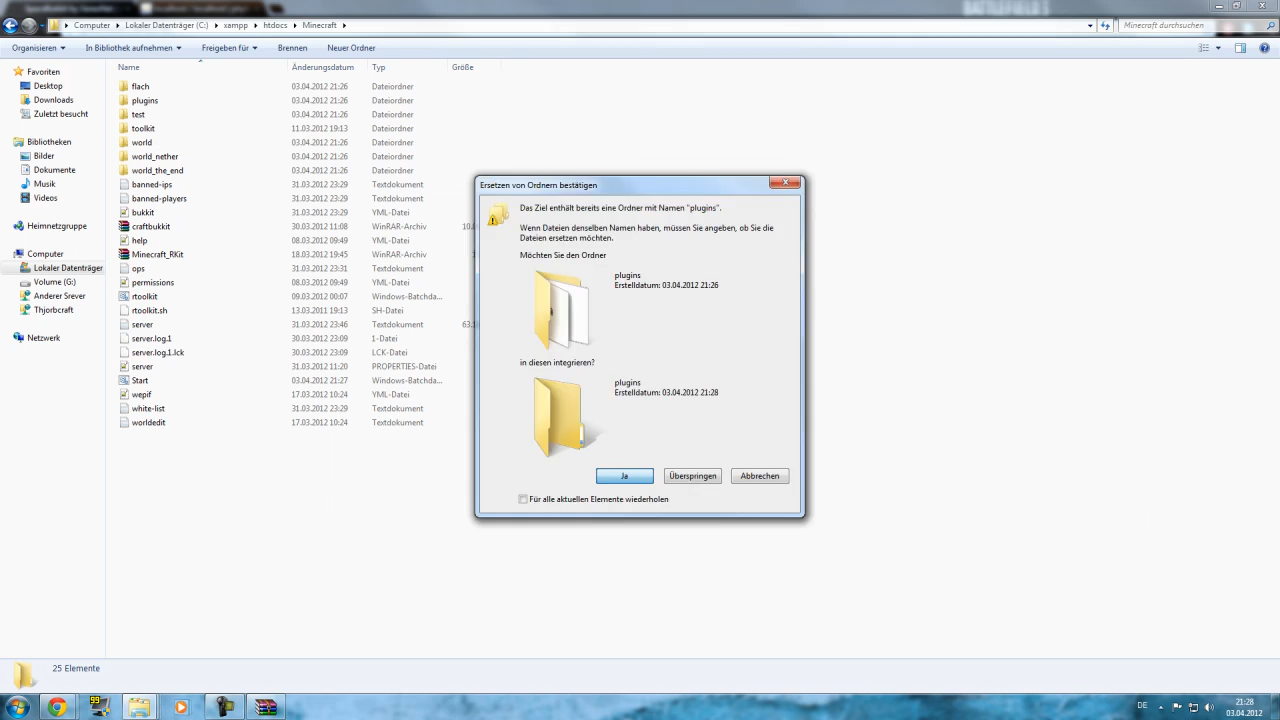 Computer ▸ Lokaler Datenträger (C:) ▸ xampp ▸ htdocs ▸ Minecraft ▸
Minecraft durchsuchen
Organisieren In Bibliothek aufnehmen Freigeben für Brennen Neuer Ordner
Name Änderungsdatum Typ Größe
Favoriten
Desktop
Downloads
Zuletzt besucht
Bibliotheken
Bilder
Dokumente
Musik
Videos
Heimnetzgruppe
Computer
Lokaler Datenträger
Volume (G:)
Anderer Srever
Thjorbcraft
Netzwerk
flach 03.04.2012 21:26 Dateiordner
plugins 03.04.2012 21:26 Dateiordner
test 03.04.2012 21:26 Dateiordner
toolkit 11.03.2012 19:13 Dateiordner
world 03.04.2012 21:26 Dateiordner
world_nether 03.04.2012 21:26 Dateiordner
world_the_end 03.04.2012 21:26 Dateiordner
banned-ips 31.03.2012 23:29 Textdokument
banned-players 31.03.2012 23:29 Textdokument
bukkit 31.03.2012 23:29 YML-Datei
craftbukkit 30.03.2012 11:08 WinRAR-Archiv 10.8
help 08.03.2012 09:49 YML-Datei
Minecraft_RKit 18.03.2012 19:45 WinRAR-Archiv
ops 31.03.2012 23:31 Textdokument
permissions 08.03.2012 09:49 YML-Datei
rtoolkit 09.03.2012 00:07 Windows-Batchda...
rtoolkit.sh 13.03.2011 19:13 SH-Datei
server 31.03.2012 23:46 Textdokument 63.1
server.log.1 30.03.2012 23:09 1-Datei
server.log.1.lck 30.03.2012 23:09 LCK-Datei
server 31.03.2012 11:20 PROPERTIES-Datei
Start 03.04.2012 21:27 Windows-Batchda...
wepif 17.03.2012 10:24 YML-Datei
white-list 31.03.2012 23:29 Textdokument
worldedit 17.03.2012 10:24 Textdokument
Ersetzen von Ordnern bestätigen
Das Ziel enthält bereits eine Ordner mit Namen "plugins".
Wenn Dateien denselben Namen haben, müssen Sie angeben, ob Sie die
Dateien ersetzen möchten.
Möchten Sie den Ordner
plugins
Erstelldatum: 03.04.2012 21:26
in diesen integrieren?
plugins
Erstelldatum: 03.04.2012 21:28
Ja Überspringen Abbrechen
Für alle aktuellen Elemente wiederholen
25 Elemente
99
DE
21:28
03.04.2012